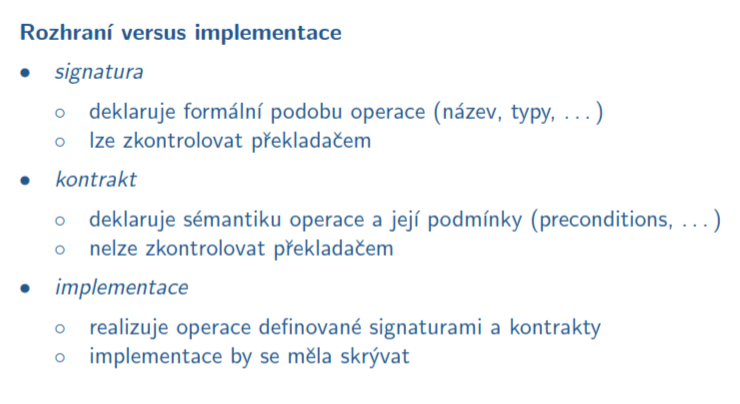 Rozhraní versus implementace
• signatura
◦ deklaruje formální podobu operace (název, typy, ...)
◦ lze zkontrolovat překladačem
• kontrakt
◦ deklaruje sémantiku operace a její podmínky (preconditions, ...)
◦ nelze zkontrolovat překladačem
• implementace
◦ realizuje operace definované signaturami a kontrakty
◦ implementace by se měla skrývat